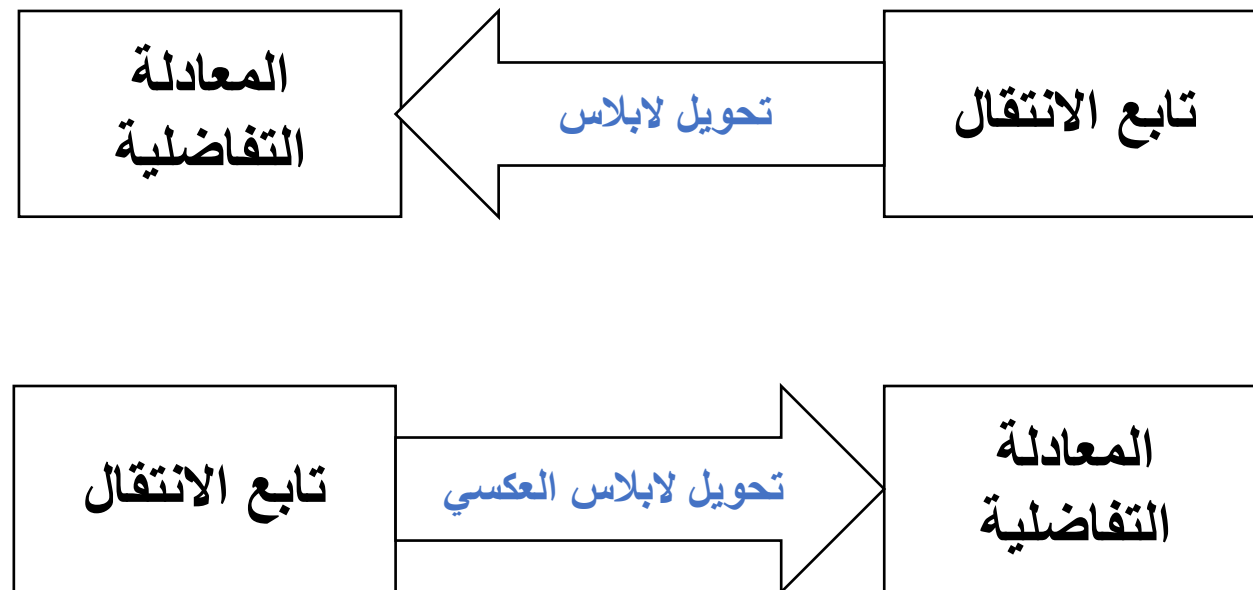 تابع الانتقال
تحويل لابلاس
المعادلة
التفاضلية
تابع الانتقال
تحويل لابلاس العكسي
المعادلة
التفاضلية